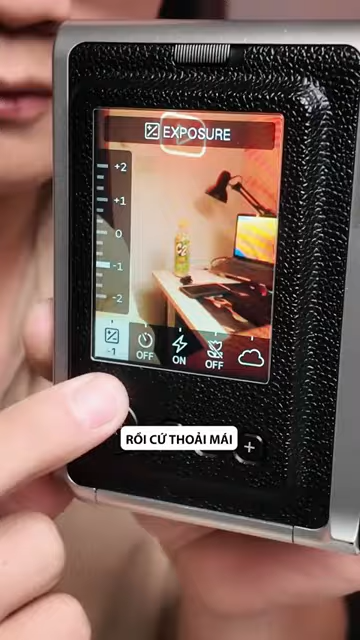 EXPOSURE
+2
+1
0
-1
-2
-1
OFF
ON
OFF
RỒI CỨ THOẢI MÁI
+